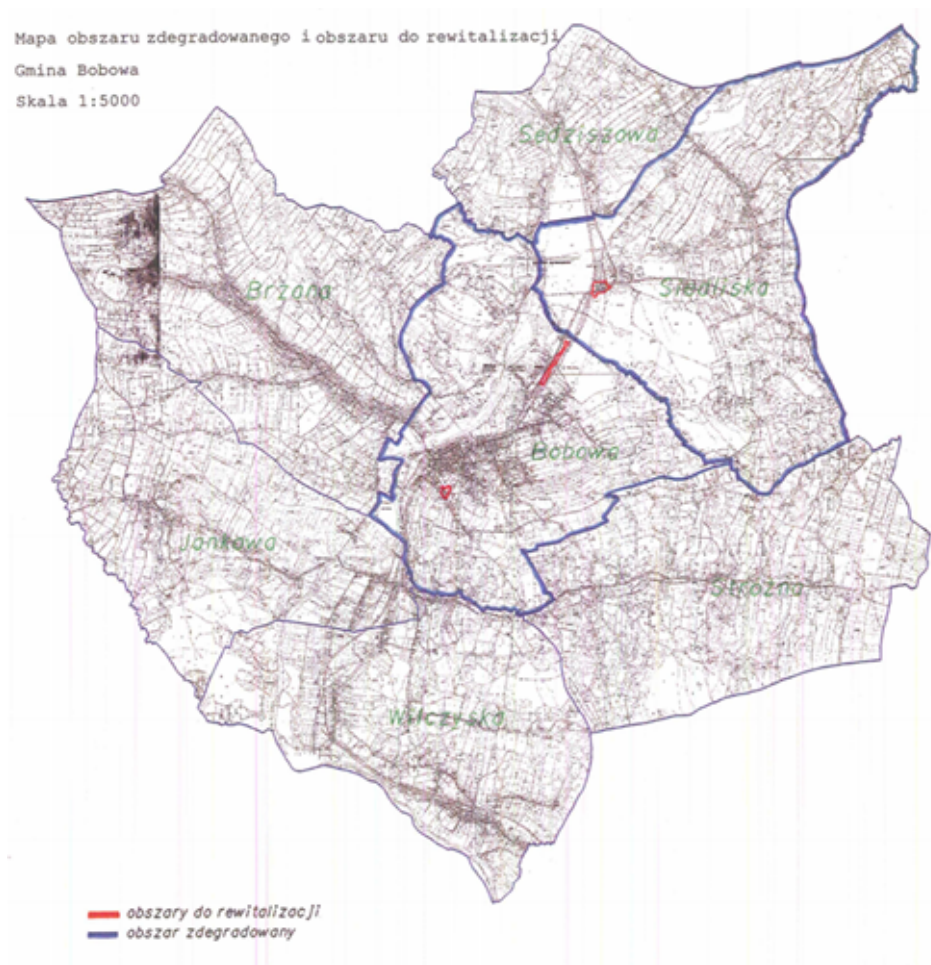 Mapa obszaru zdegradowanego i obszaru do rewitalizacji
Gmina Bobowa
Skala 1:5000
Sędziszowa
Brzana
Siedliska
Bobowa
Jankowa
Stróżna
Wilczyska
obszary do rewitalizacji
obszar zdegradowany